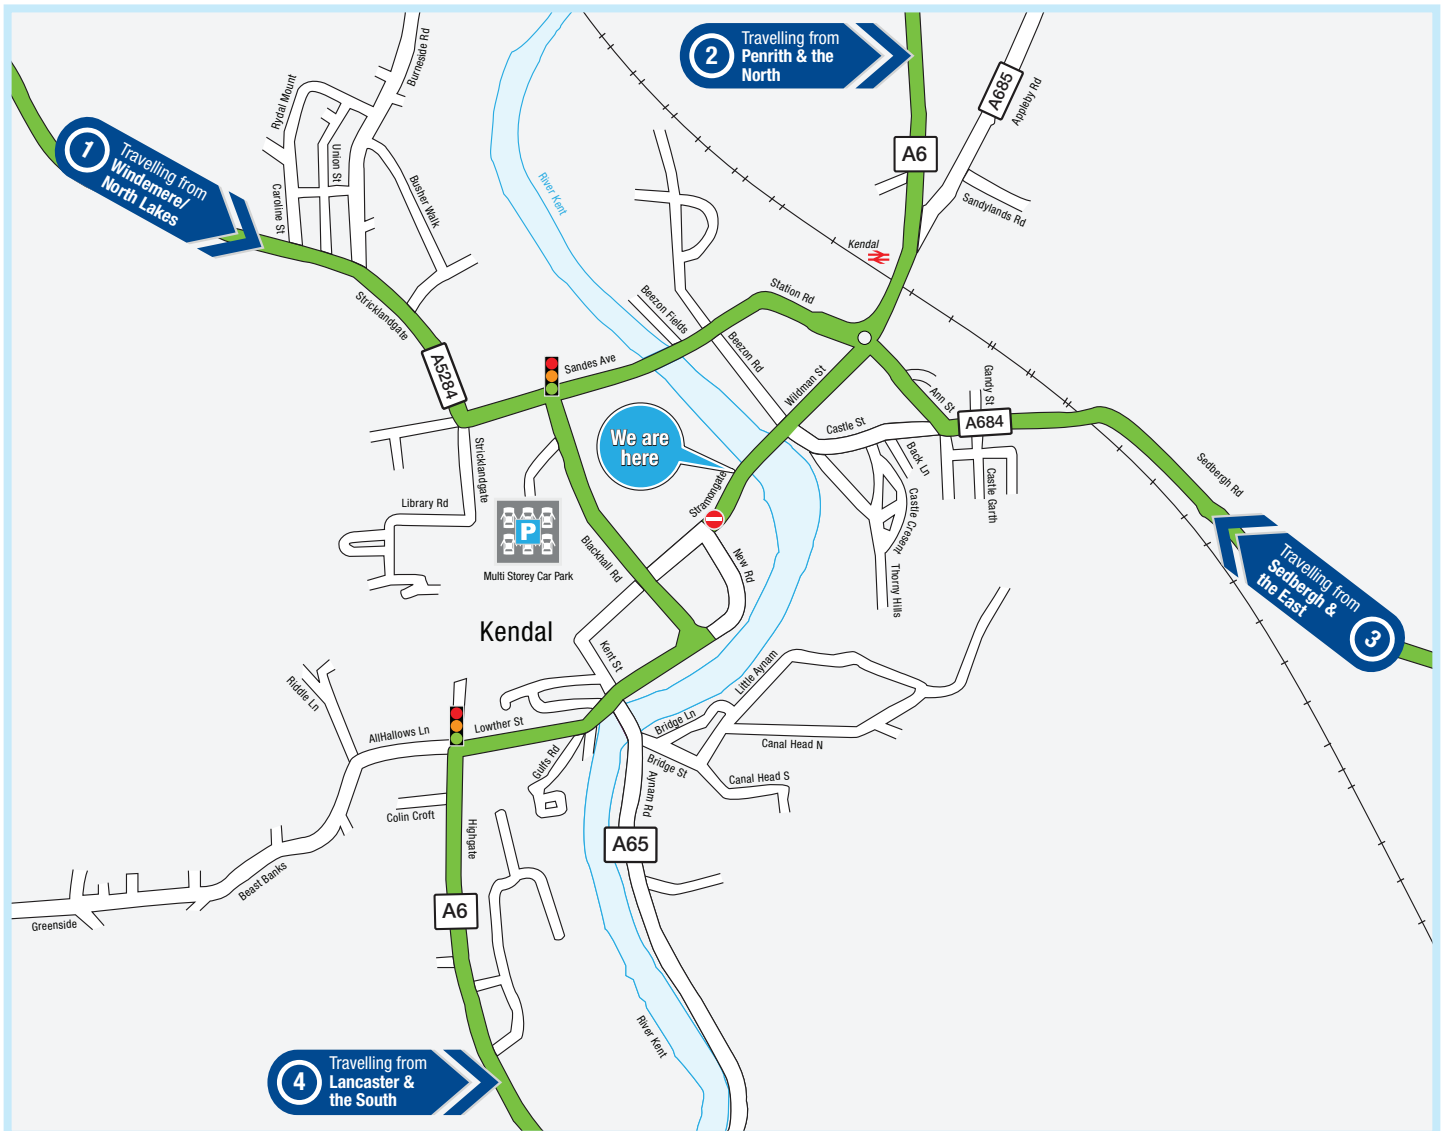 2
Travelling from
Penrith & the
North
A685
Appleby Rd
Burneside Rd
Rydal Mount
1
Travelling from
Windemere/
North Lakes
Union St
Caroline St
Busher Walk
River Kent
A6
Sandylands Rd
Kendal
Stricklandgate
Station Rd
Beezon Fields
Beezon Rd
A5284
Sandes Ave
Wildman St
Ann St
Gandy St
A684
We are
here
Castle St
Back Ln
Sedbergh Rd
Stricklandgate
Library Rd
Stramongate
Castle Cresent
Castle Garth
P
Multi Storey Car Park
Blackhall Rd
New Rd
Thorny Hills
Travelling from
Sedbergh &
the East
3
Kendal
Kent St
Little Aynam
Riddle Ln
AllHallows Ln
Lowther St
Bridge Ln
Canal Head N
Gulfs Rd
Bridge St
Canal Head S
Aynam Rd
Colin Croft
Highgate
A65
Beast Banks
Greenside
A6
River Kent
4
Travelling from
Lancaster &
the South